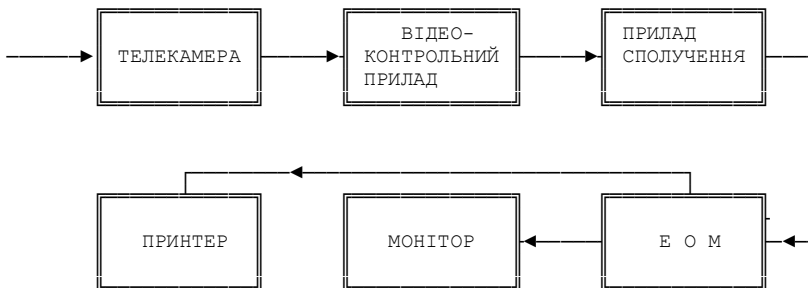 ТЕЛЕКАМЕРА
ВІДЕО-
КОНТРОЛЬНИЙ
ПРИЛАД
ПРИЛАД
СПОЛУЧЕННЯ
ПРИНТЕР
МОНІТОР
Е О М